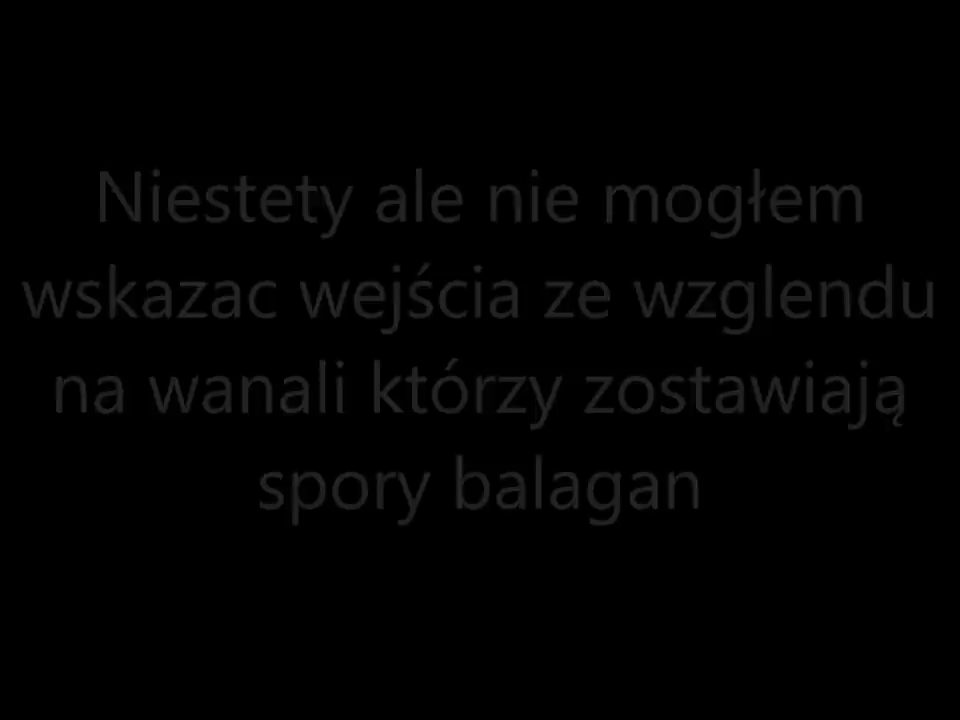 Niestety ale nie mogłem
wskazac wejścia ze wzglendu
na wanali którzy zostawiają
spory balagan